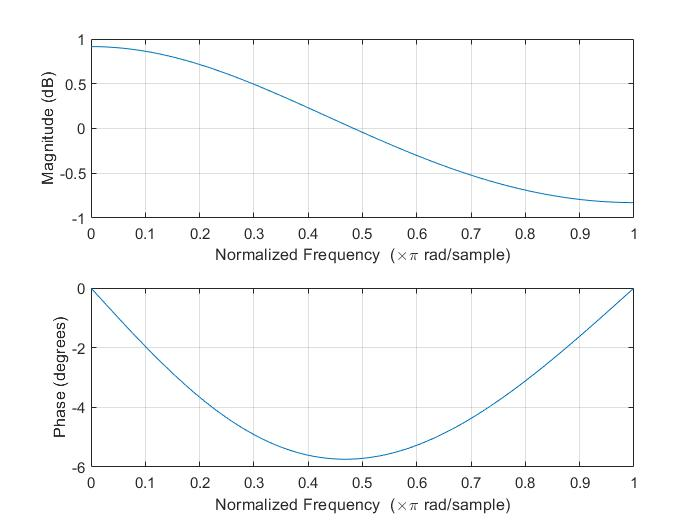 1
0.5
0
-0.5
-1
Magnitude (dB)
0 0.1 0.2 0.3 0.4 0.5 0.6 0.7 0.8 0.9 1
Normalized Frequency (×π rad/sample)
0
-2
-4
-6
Phase (degrees)
0 0.1 0.2 0.3 0.4 0.5 0.6 0.7 0.8 0.9 1
Normalized Frequency (×π rad/sample)